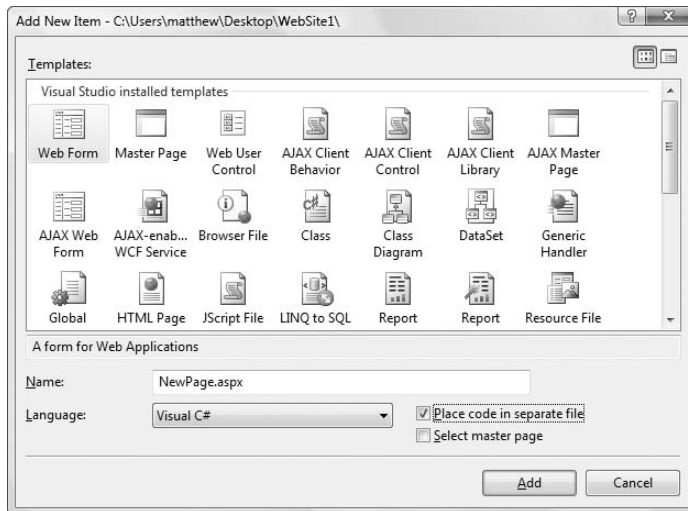 Add New Item - C:\Users\matthew\Desktop\WebSite1\
Templates:
Visual Studio installed templates
Web Form
Master Page
Web User
Control
AJAX Client
Behavior
AJAX Client
Control
AJAX Client
Library
AJAX Master
Page
AJAX Web
Form
AJAX-enab...
WCF Service
Browser File
Class
Class
Diagram
DataSet
Generic
Handler
Global
HTML Page
JScript File
LINQ to SQL
Report
Report
Resource File
A form for Web Applications
Name:
NewPage.aspx
Language:
Visual C#
Place code in separate file
Select master page
Add
Cancel